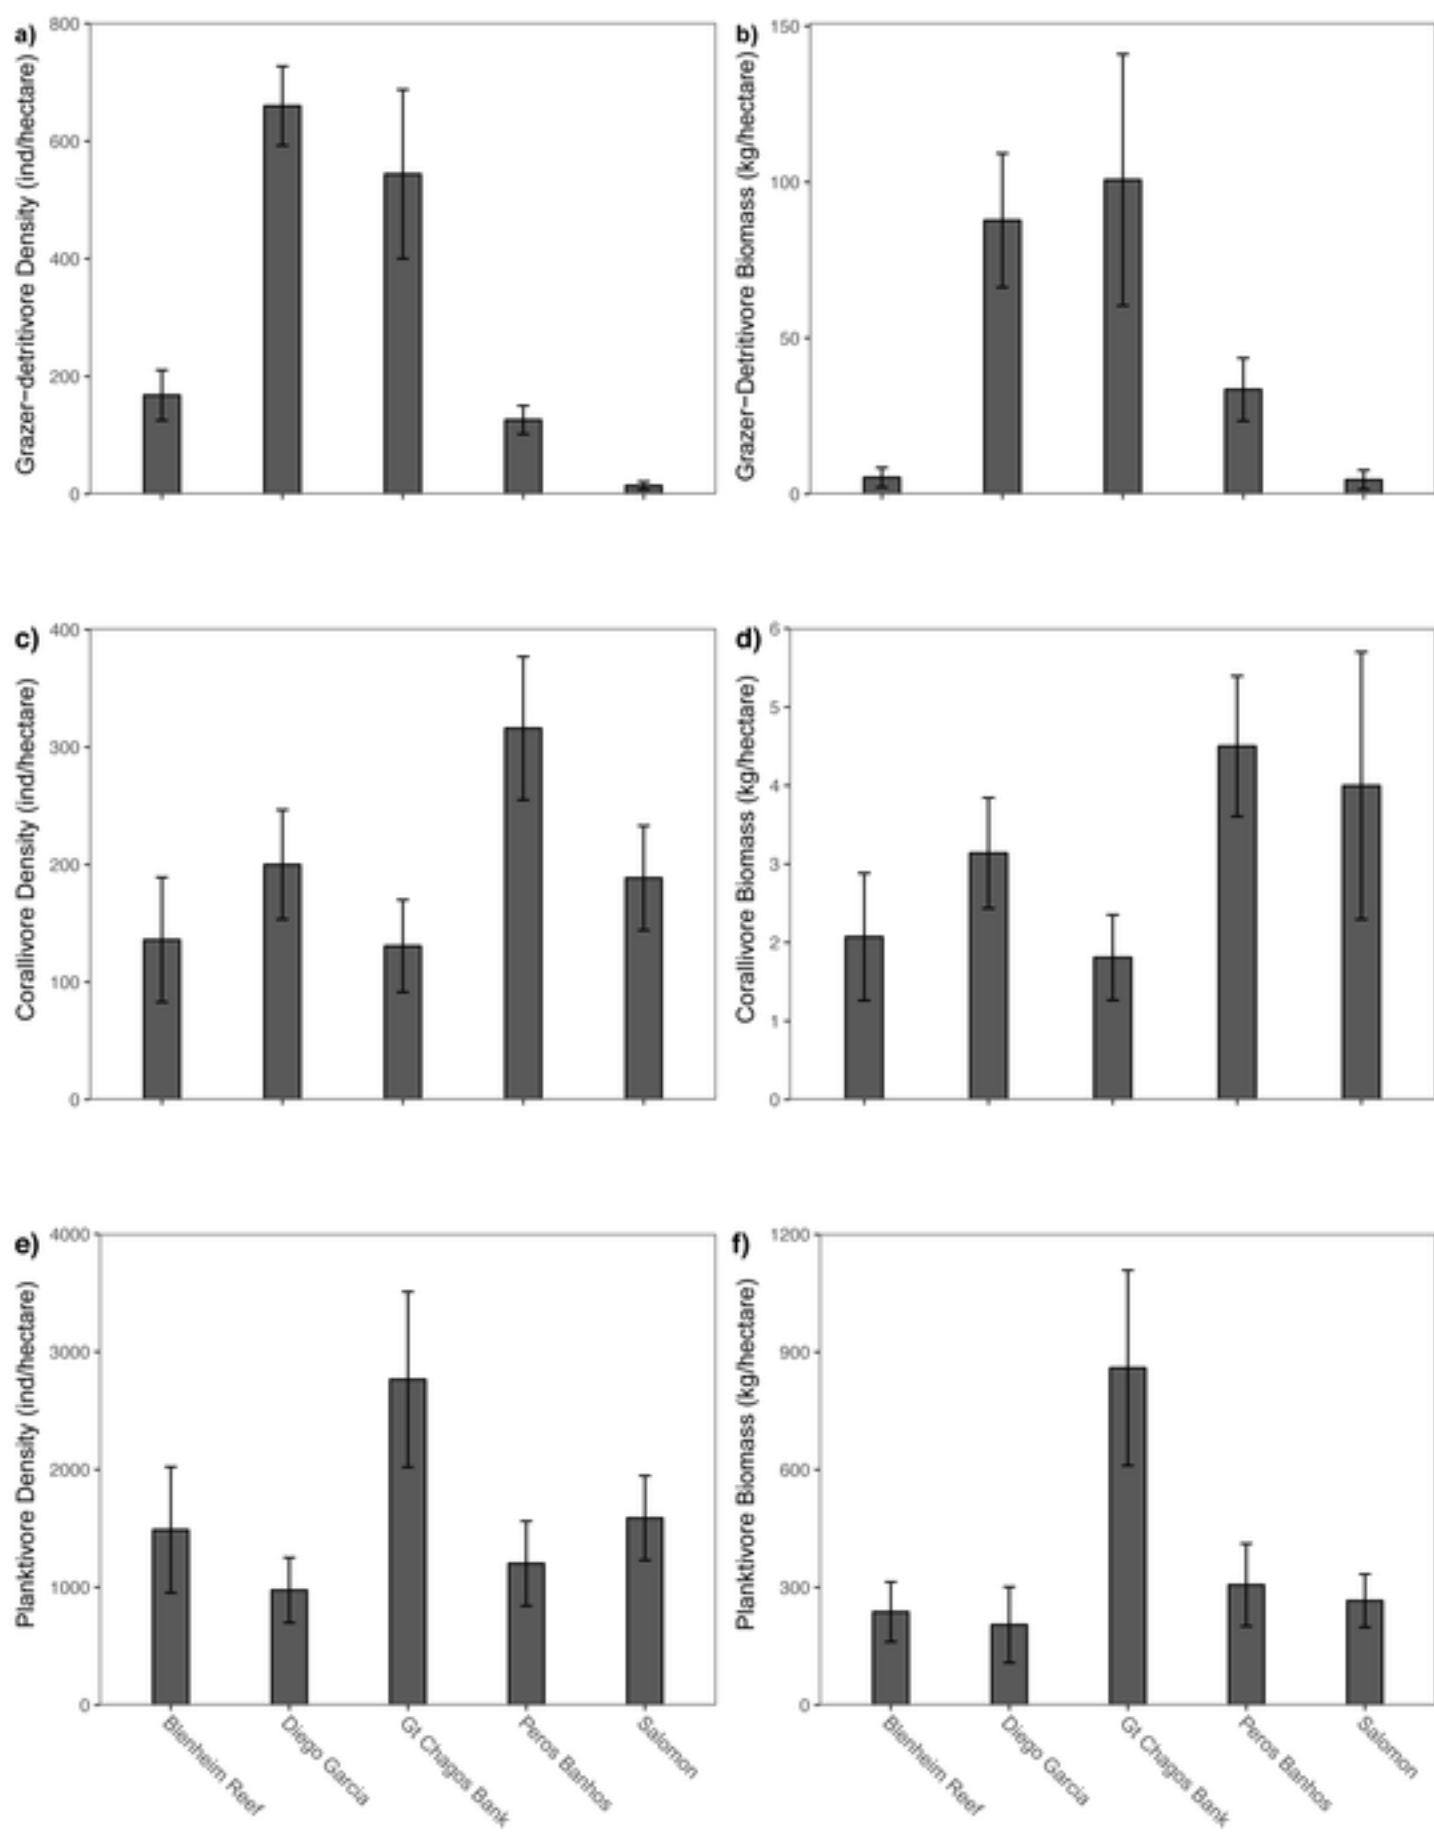 a)
Grazer−detritivore Density (ind/hectare)
800
600
400
200
0
b)
Grazer−Detritivore Biomass (kg/hectare)
150
100
50
0
c)
Corallivore Density (ind/hectare)
400
300
200
100
0
d)
Corallivore Biomass (kg/hectare)
6
5
4
3
2
1
0
e)
Planktivore Density (ind/hectare)
4000
3000
2000
1000
0
Blenheim Reef
Diego Garcia
Gt Chagos Bank
Peros Banhos
Salomon
f)
Planktivore Biomass (kg/hectare)
1200
900
600
300
0
Blenheim Reef
Diego Garcia
Gt Chagos Bank
Peros Banhos
Salomon